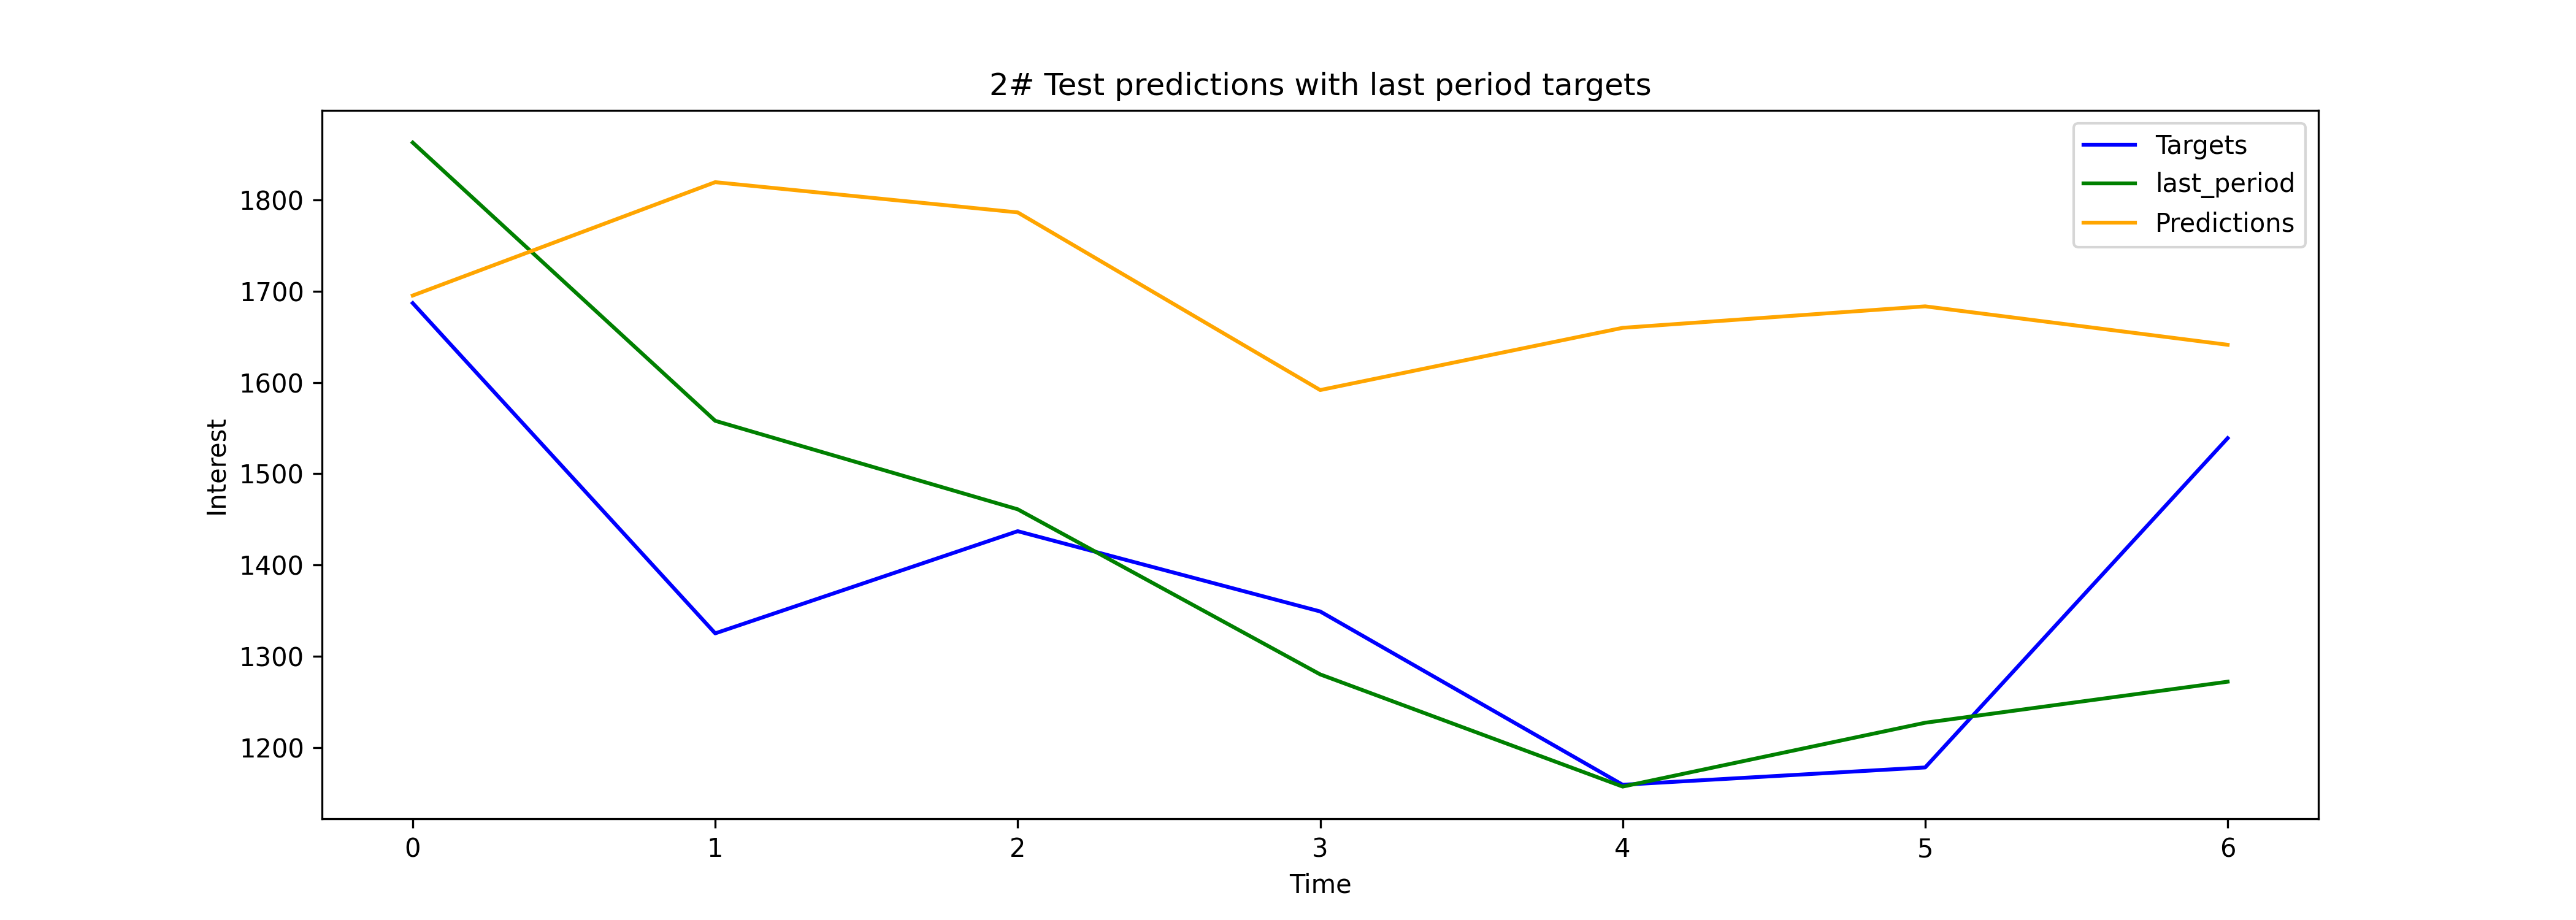 2# Test predictions with last period targets
Targets
last_period
Predictions
Interest
1800
1700
1600
1500
1400
1300
1200
0 1 2 3 4 5 6
Time